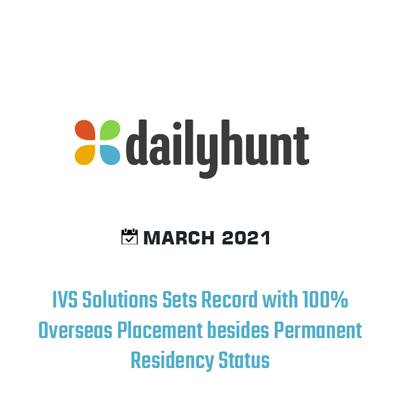 dailyhunt
MARCH 2021
IVS Solutions Sets Record with 100%
Overseas Placement besides Permanent
Residency Status